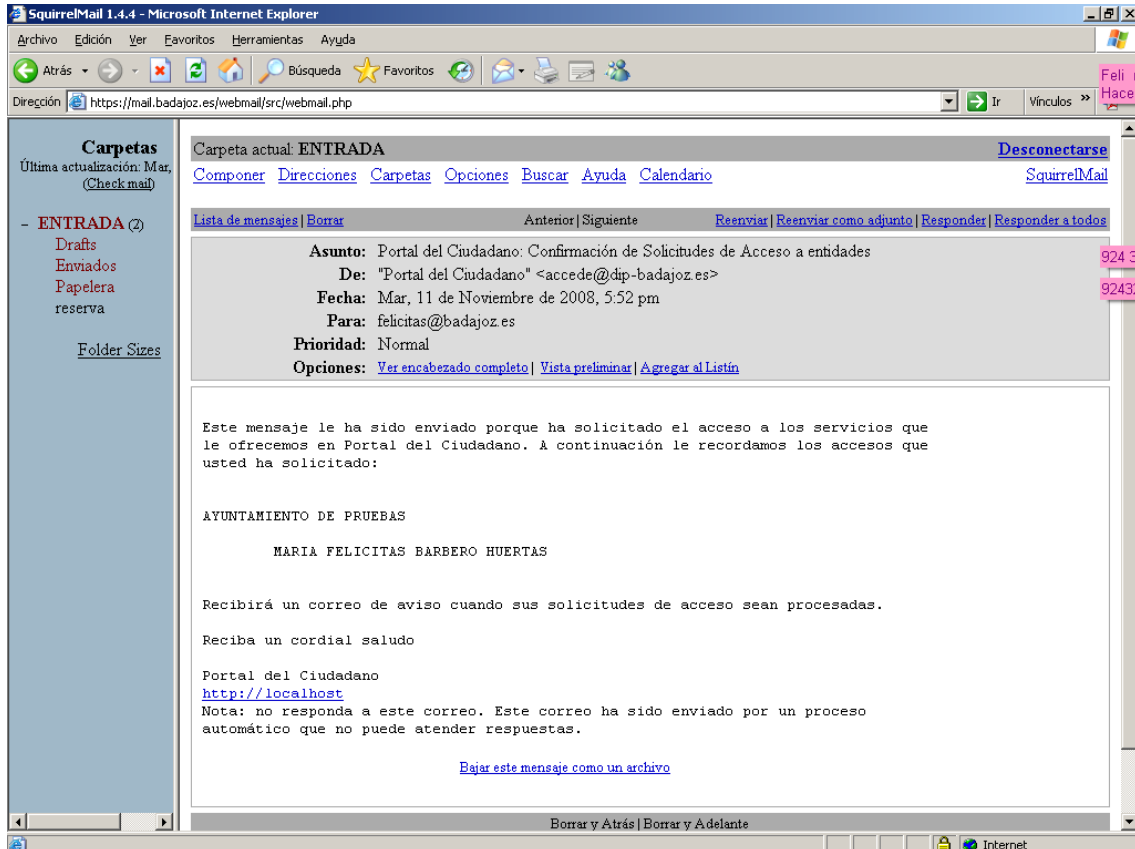 SquirrelMail 1.4.4 - Microsoft Internet Explorer
Archivo Edición Ver Favoritos Herramientas Ayuda
Atrás Búsqueda Favoritos
Feli
Dirección https://mail.badajoz.es/webmail/src/webmail.php Ir Vínculos »
Hace
Carpetas
Última actualización: Mar,
(Check mail)
– ENTRADA (2)
Drafts
Enviados
Papelera
reserva
Folder Sizes
Carpeta actual: ENTRADA Desconectarse
Componer Direcciones Carpetas Opciones Buscar Ayuda Calendario SquirrelMail
Lista de mensajes | Borrar Anterior | Siguiente Reenviar | Reenviar como adjunto | Responder | Responder a todos
Asunto: Portal del Ciudadano: Confirmación de Solicitudes de Acceso a entidades
De: "Portal del Ciudadano" <accede@dip-badajoz.es>
Fecha: Mar, 11 de Noviembre de 2008, 5:52 pm
Para: felicitas@badajoz.es
Prioridad: Normal
Opciones: Ver encabezado completo | Vista preliminar | Agregar al Listín
924 3
92432
Este mensaje le ha sido enviado porque ha solicitado el acceso a los servicios que
le ofrecemos en Portal del Ciudadano. A continuación le recordamos los accesos que
usted ha solicitado:
AYUNTAMIENTO DE PRUEBAS
MARIA FELICITAS BARBERO HUERTAS
Recibirá un correo de aviso cuando sus solicitudes de acceso sean procesadas.
Reciba un cordial saludo
Portal del Ciudadano
http://localhost
Nota: no responda a este correo. Este correo ha sido enviado por un proceso
automático que no puede atender respuestas.
Bajar este mensaje como un archivo
Borrar y Atrás | Borrar y Adelante
Internet